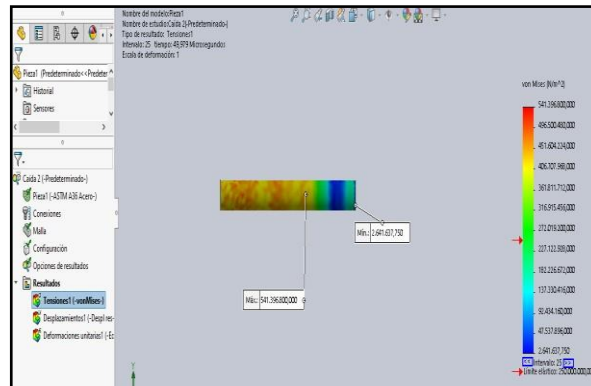 Nombre del modelo:Pieza1
Nombre de estudio:Caída 2(-Predeterminado-)
Tipo de resultado: Tensiones1
Intervalo: 25 tiempo: 49,979 Microsegundos
Escala de deformación: 1
Pieza1 (Predeterminado<<Predeter
Historial
Sensores
Caída 2 (-Predeterminado-)
Pieza1 (-ASTM A36 Acero-)
Conexiones
Malla
Configuración
Opciones de resultados
Resultados
Tensiones1 (-vonMises-)
Desplazamientos1 (-Despl res-
Deformaciones unitarias1 (-Ec
Mín.: 2.641.637,750
Máx.: 541.396.800,000
von Mises (N/m^2)
541.396.800,000
496.500.480,000
451.604.224,000
406.707.968,000
361.811.712,000
316.915.456,000
272.019.200,000
227.122.928,000
182.226.672,000
137.330.416,000
92.434.160,000
47.537.896,000
2.641.637,750
<< Intervalo: 25 >>
Límite elástico: 250.000.000,00
Y